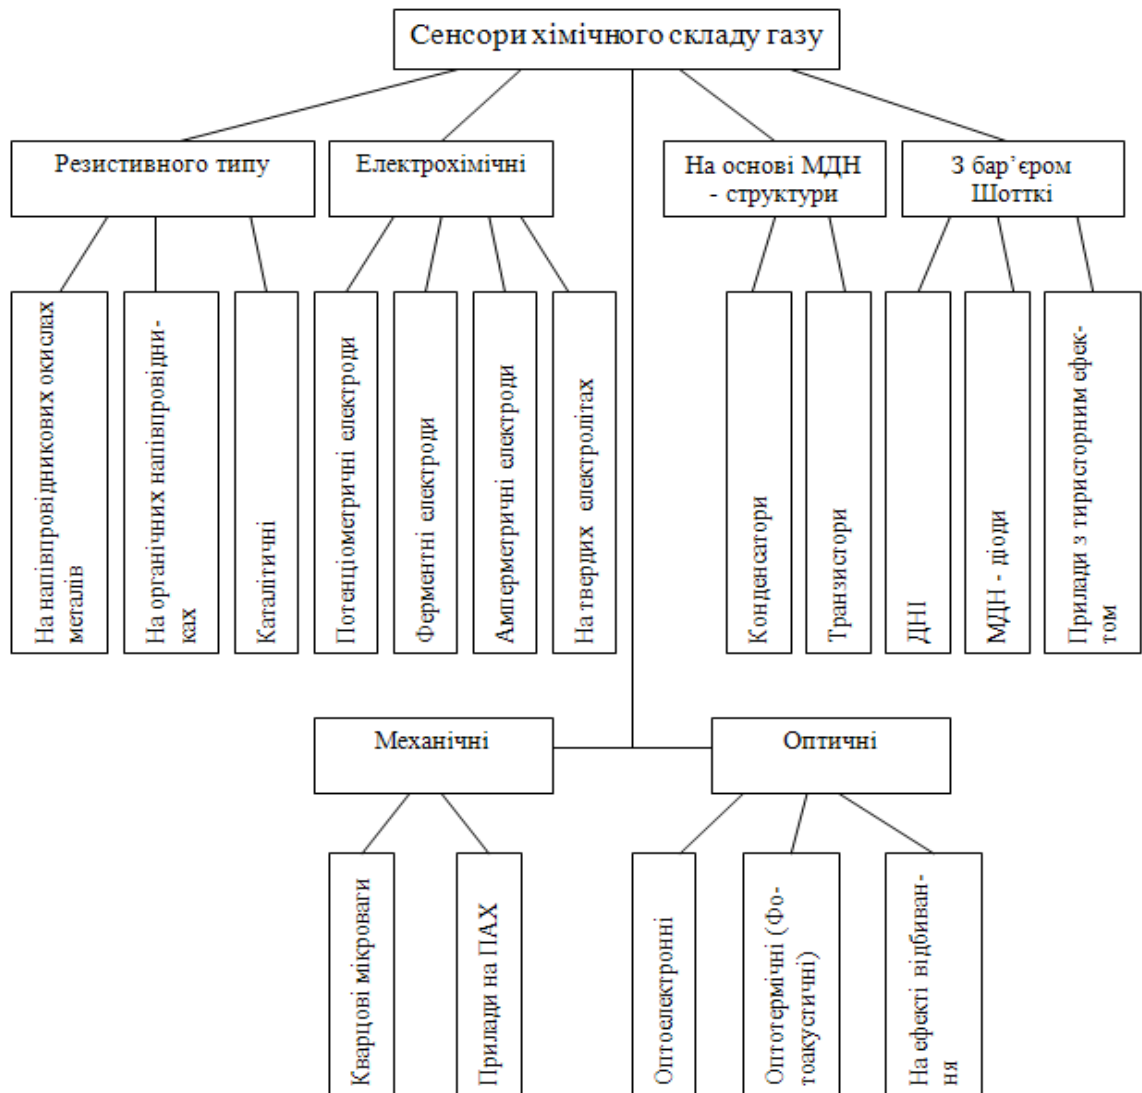 Сенсори хімічного складу газу
Резистивного типу
Електрохімічні
На основі МДН
- структури
З бар’єром
Шотткі
На напівпровідникових окислах
металів
На органічних напівпровідни-
ках
Каталітичні
Потенціометричні електроди
Ферментні електроди
Амперметричні електроди
На твердих електролітах
Конденсатори
Транзистори
ДНІ
МДН - діоди
Прилади з тиристорним ефек-
том
Механічні
Оптичні
Кварцові мікроваги
Прилади на ПАХ
Оптоелектронні
Оптотермічні (Фо-
тоакустичні)
На ефекті відбиван-
ня